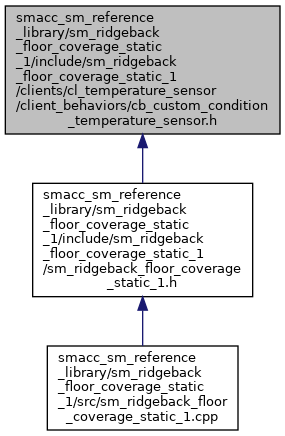 smacc_sm_reference
_library/sm_ridgeback
_floor_coverage_static
_1/include/sm_ridgeback
_floor_coverage_static_1
/clients/cl_temperature_sensor
/client_behaviors/cb_custom_condition
_temperature_sensor.h
smacc_sm_reference
_library/sm_ridgeback
_floor_coverage_static
_1/include/sm_ridgeback
_floor_coverage_static_1
/sm_ridgeback_floor_coverage
_static_1.h
smacc_sm_reference
_library/sm_ridgeback
_floor_coverage_static
_1/src/sm_ridgeback_floor
_coverage_static_1.cpp